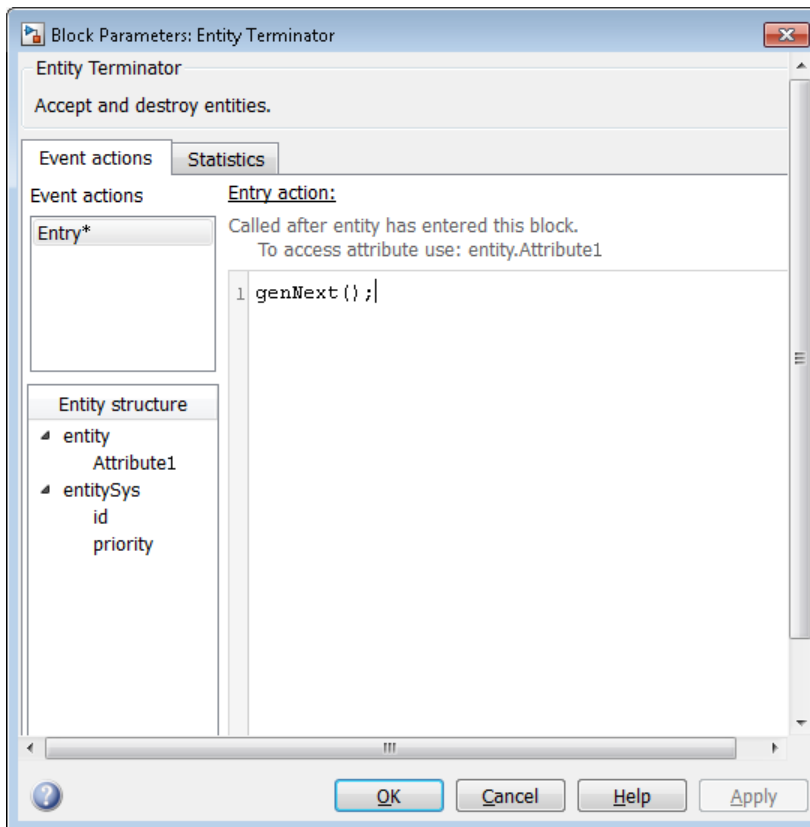 Block Parameters: Entity Terminator
Entity Terminator
Accept and destroy entities.
Event actions
Statistics
Event actions
Entry*
Entry action:
Called after entity has entered this block.
To access attribute use: entity.Attribute1
1 genNext();
Entity structure
entity
Attribute1
entitySys
id
priority
OK
Cancel
Help
Apply